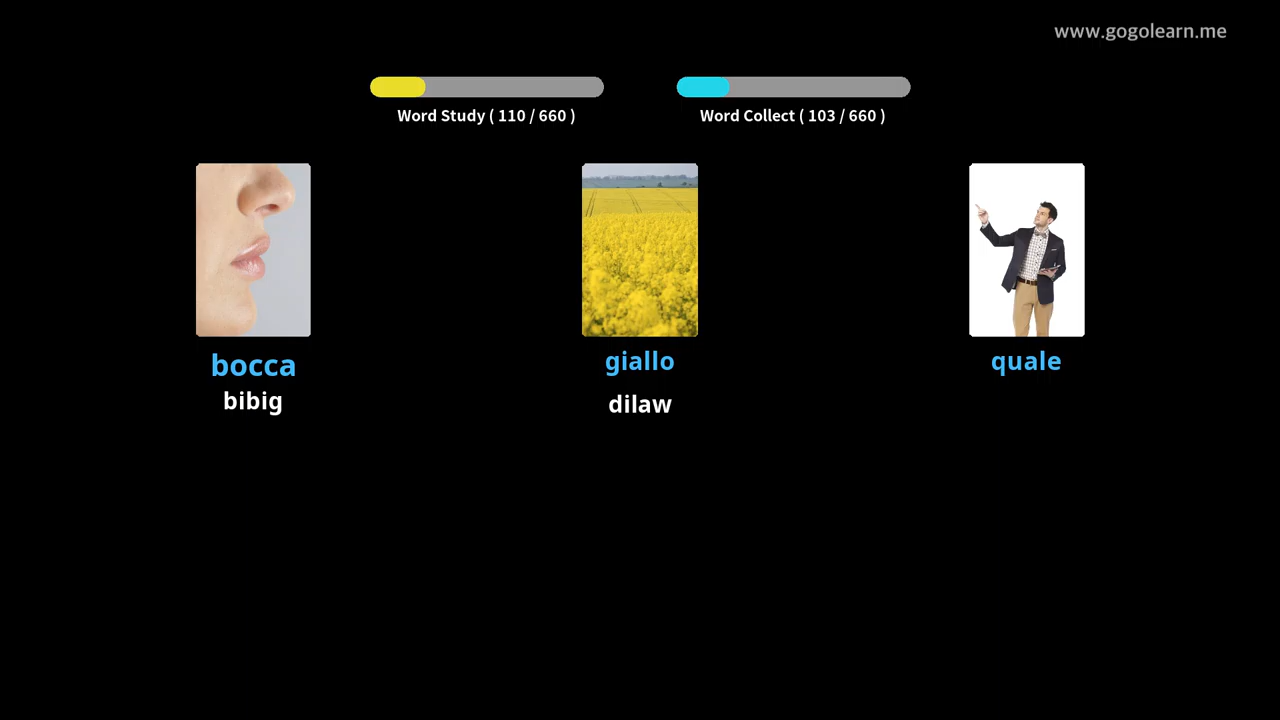 www.gogolearn.me
Word Study ( 110 / 660 )
Word Collect ( 103 / 660 )
bocca
bibig
giallo
dilaw
quale